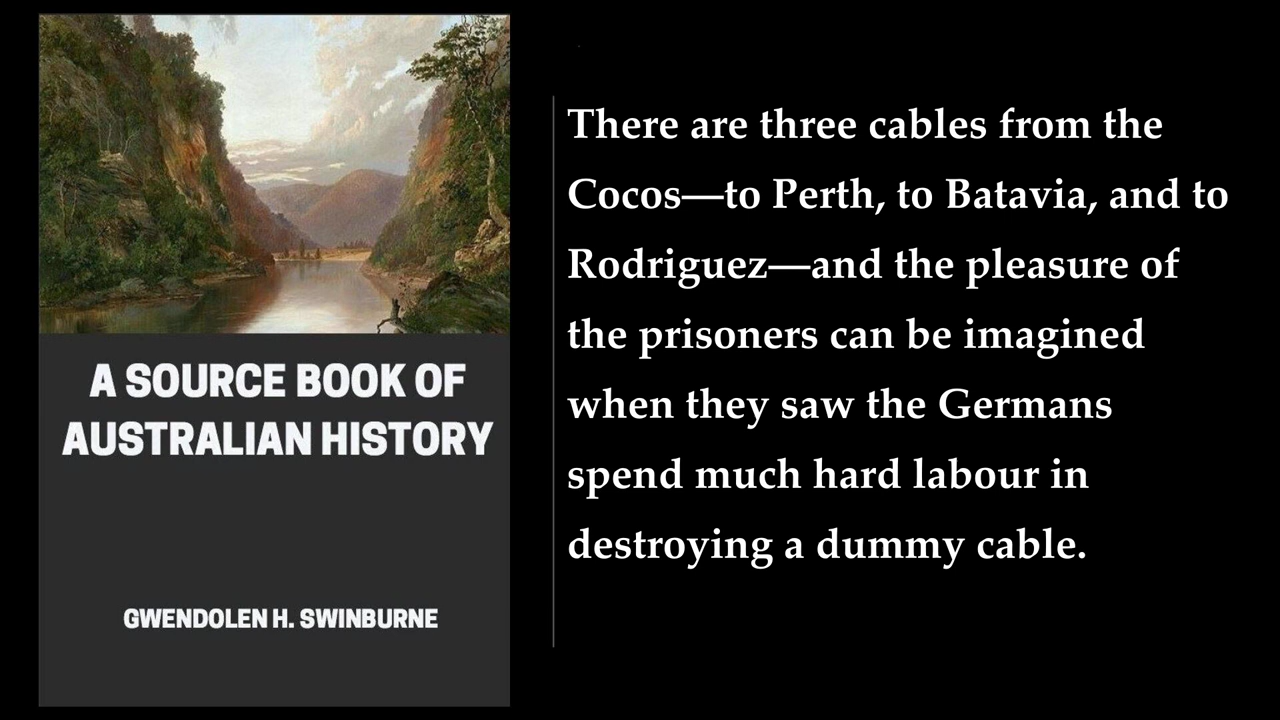 A SOURCE BOOK OF
AUSTRALIAN HISTORY
GWENDOLEN H. SWINBURNE
There are three cables from the
Cocos—to Perth, to Batavia, and to
Rodriguez—and the pleasure of
the prisoners can be imagined
when they saw the Germans
spend much hard labour in
destroying a dummy cable.